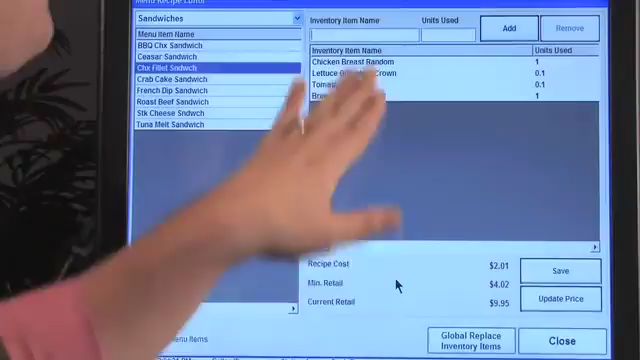 Menu Recipe Editor
Sandwiches
Inventory Item Name
Units Used
Add
Remove
Menu Item Name
BBQ Chx Sandwich
Ceasar Sandwich
Chx Fillet Sndwch
Crab Cake Sandwich
French Dip Sandwich
Roast Beef Sandwich
Stk Cheese Sndwch
Tuna Melt Sandwich
Inventory Item Name
Units Used
Chicken Breast Random
1
Lettuce
Crown
0.1
0.1
1
Recipe Cost
$2.01
Save
Min. Retail
$4.02
Current Retail
$9.95
Update Price
Menu Items
Global Replace
Inventory Items
Close